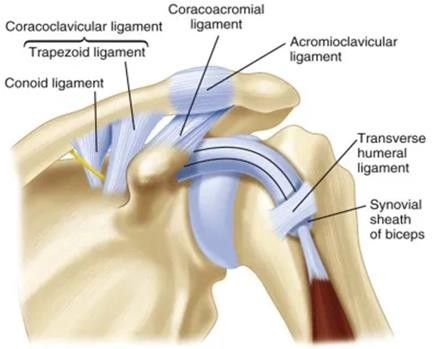 Coracoacromial
ligament
Coracoclavicular ligament
Trapezoid ligament
Acromioclavicular
ligament
Conoid ligament
Transverse
humeral
ligament
Synovial
sheath
of biceps